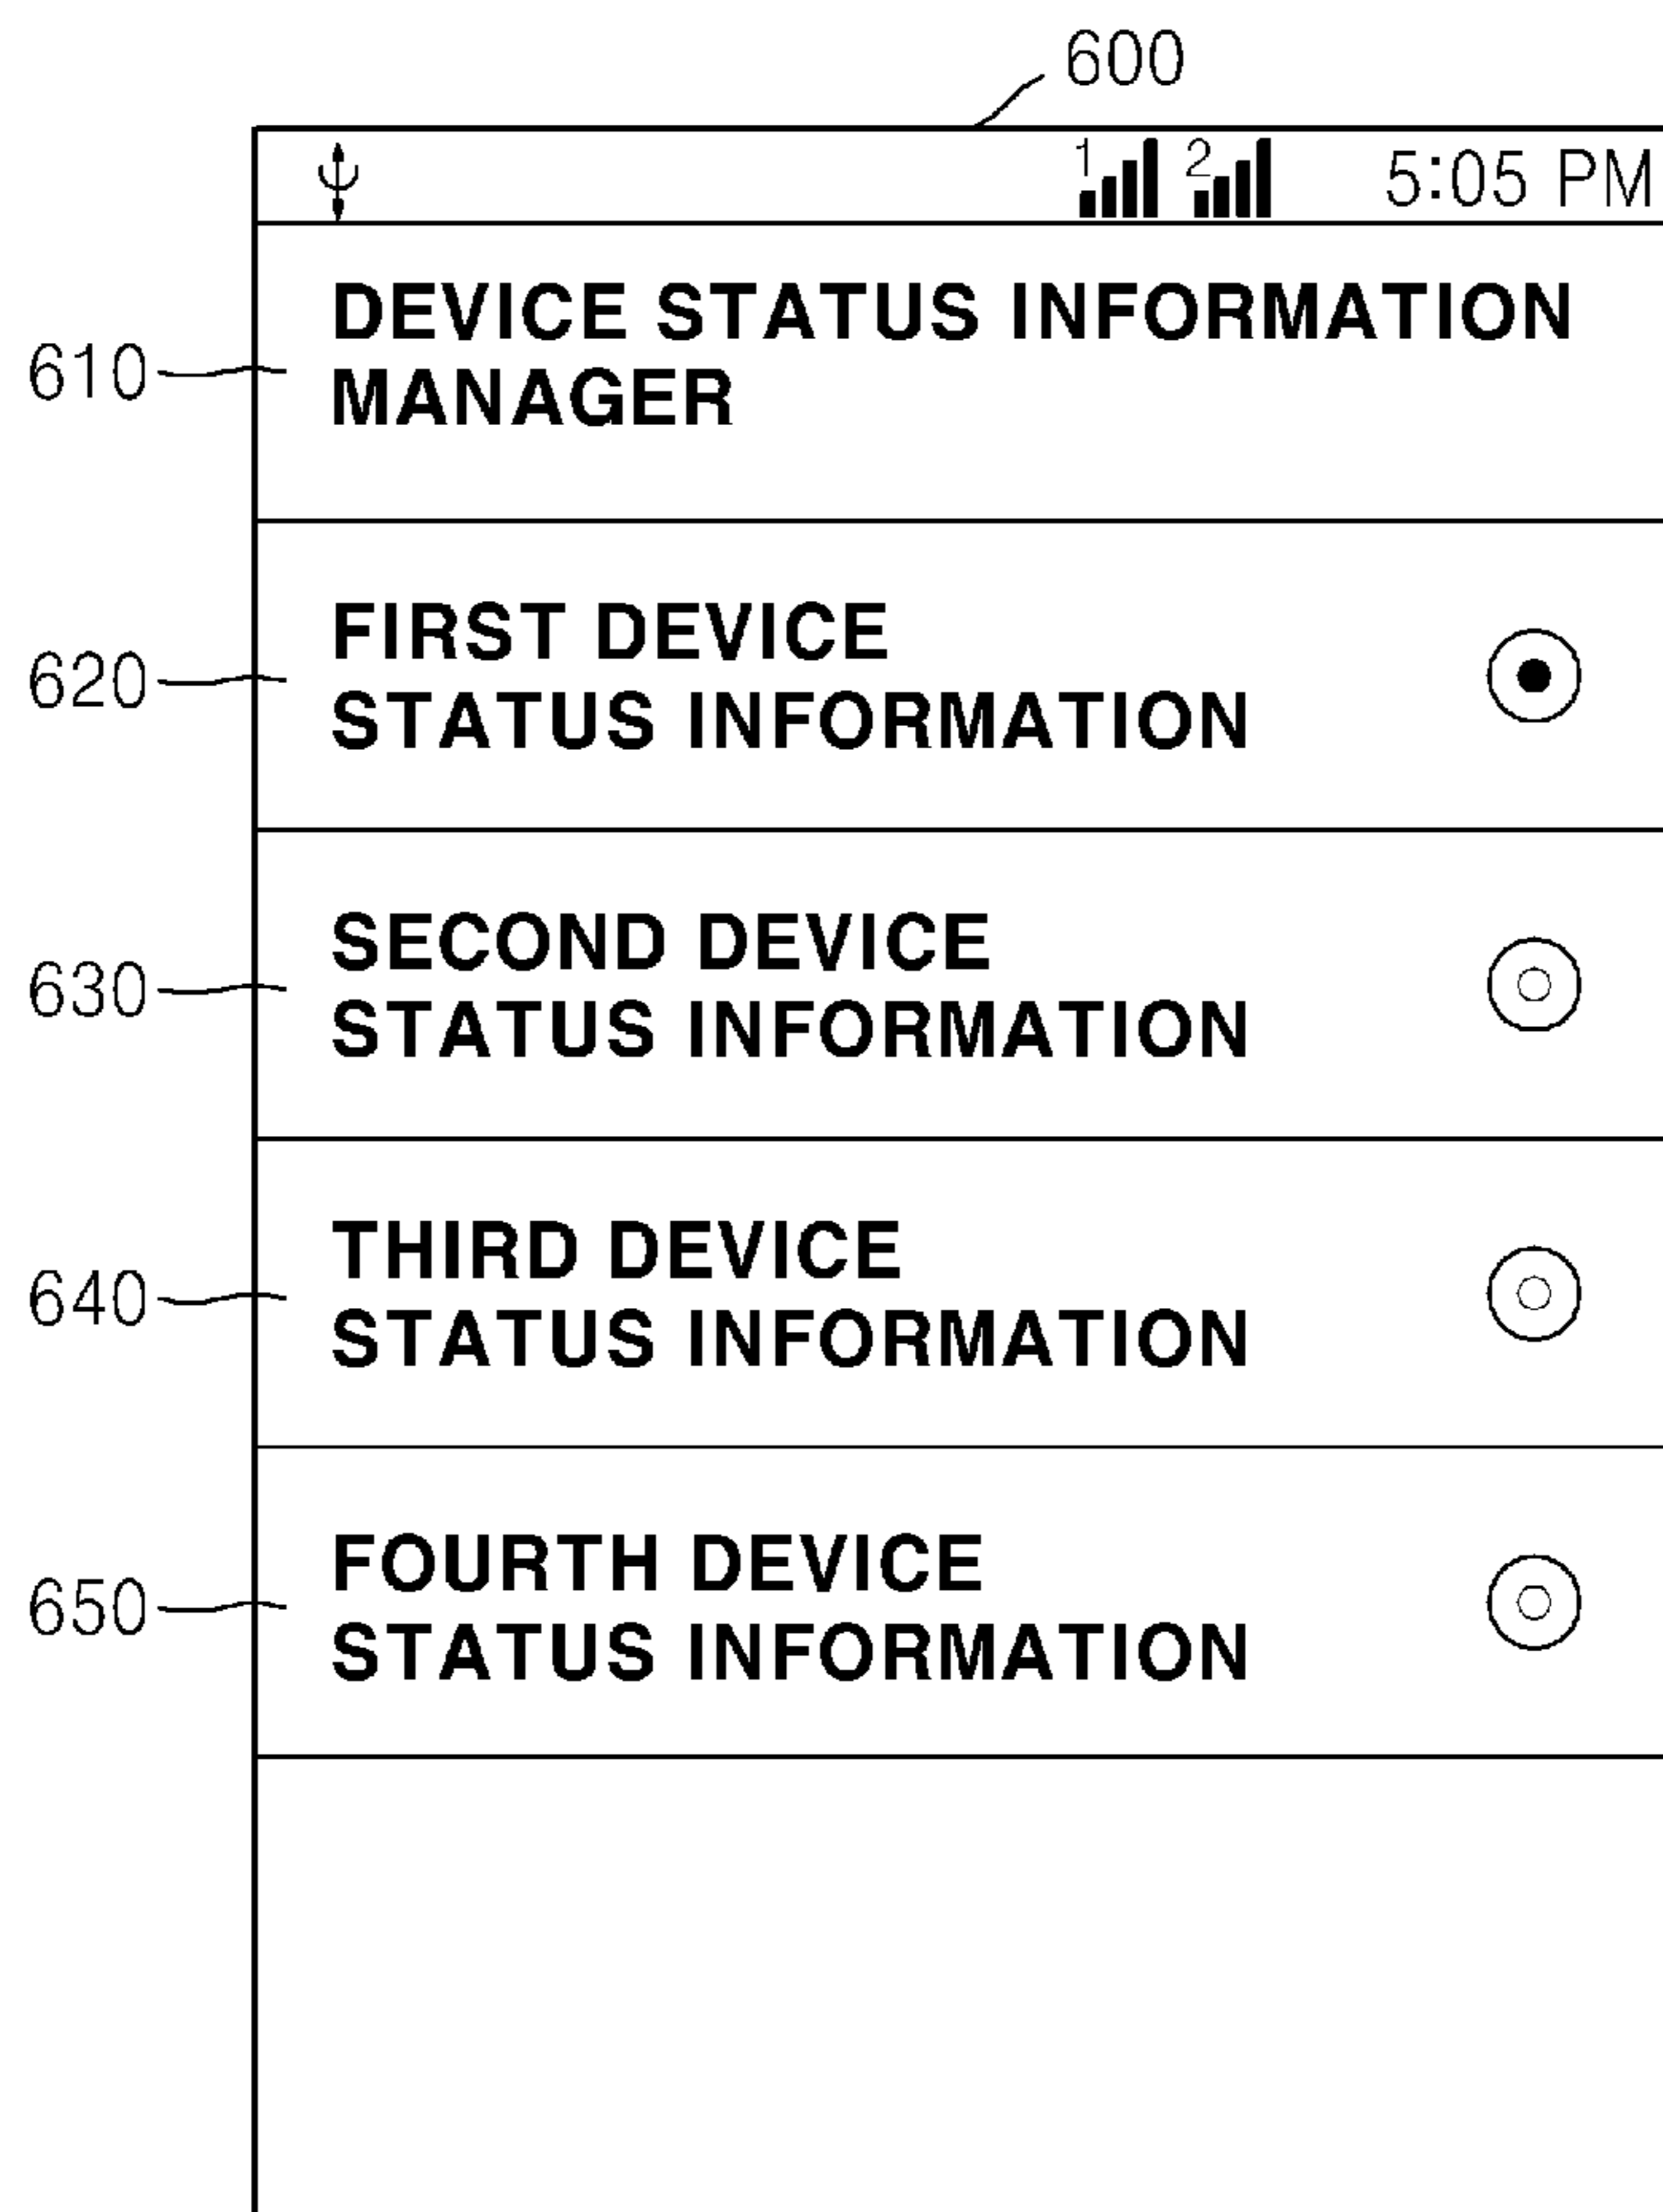 600
1 2 5:05 PM
DEVICE STATUS INFORMATION
610
MANAGER
FIRST DEVICE
620
STATUS INFORMATION
SECOND DEVICE
630
STATUS INFORMATION
THIRD DEVICE
640
STATUS INFORMATION
FOURTH DEVICE
650
STATUS INFORMATION